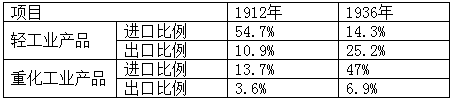 项目 1912年 1936年
轻工业产品 进口比例 54.7% 14.3%
出口比例 10.9% 25.2%
重化工业产品 进口比例 13.7% 47%
出口比例 3.6% 6.9%